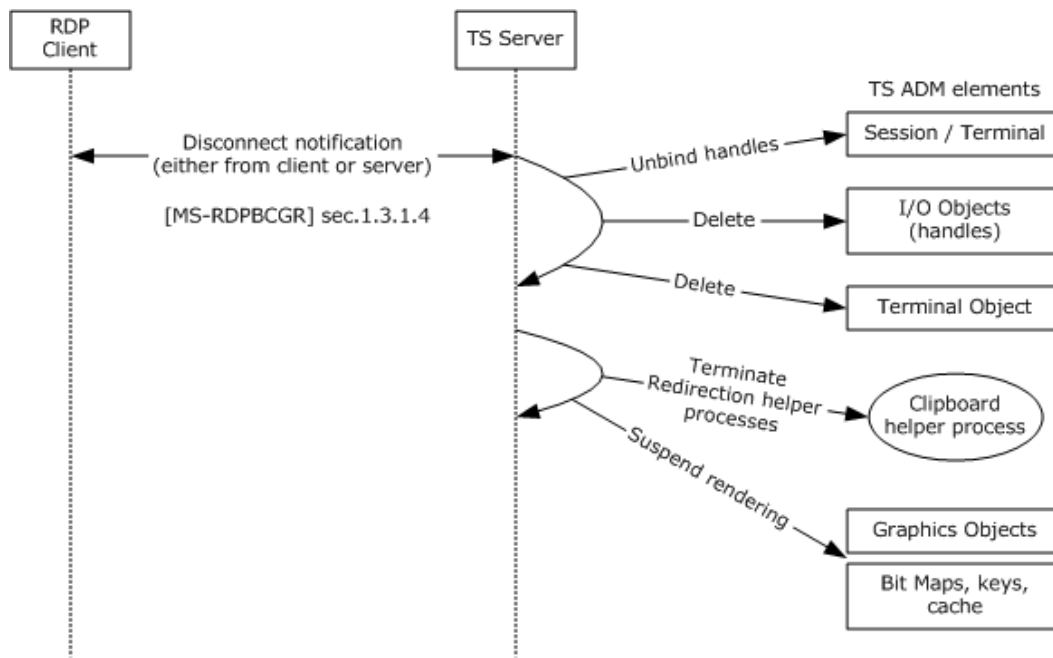 RDP
Client
TS Server
TS ADM elements
Session / Terminal
Disconnect notification
(either from client or server)
Unbind handles
[MS-RDPBCGR] sec.1.3.1.4
Delete
I/O Objects
(handles)
Delete
Terminal Object
Terminate
Redirection helper
processes
Clipboard
helper process
Suspend rendering
Graphics Objects
Bit Maps, keys,
cache